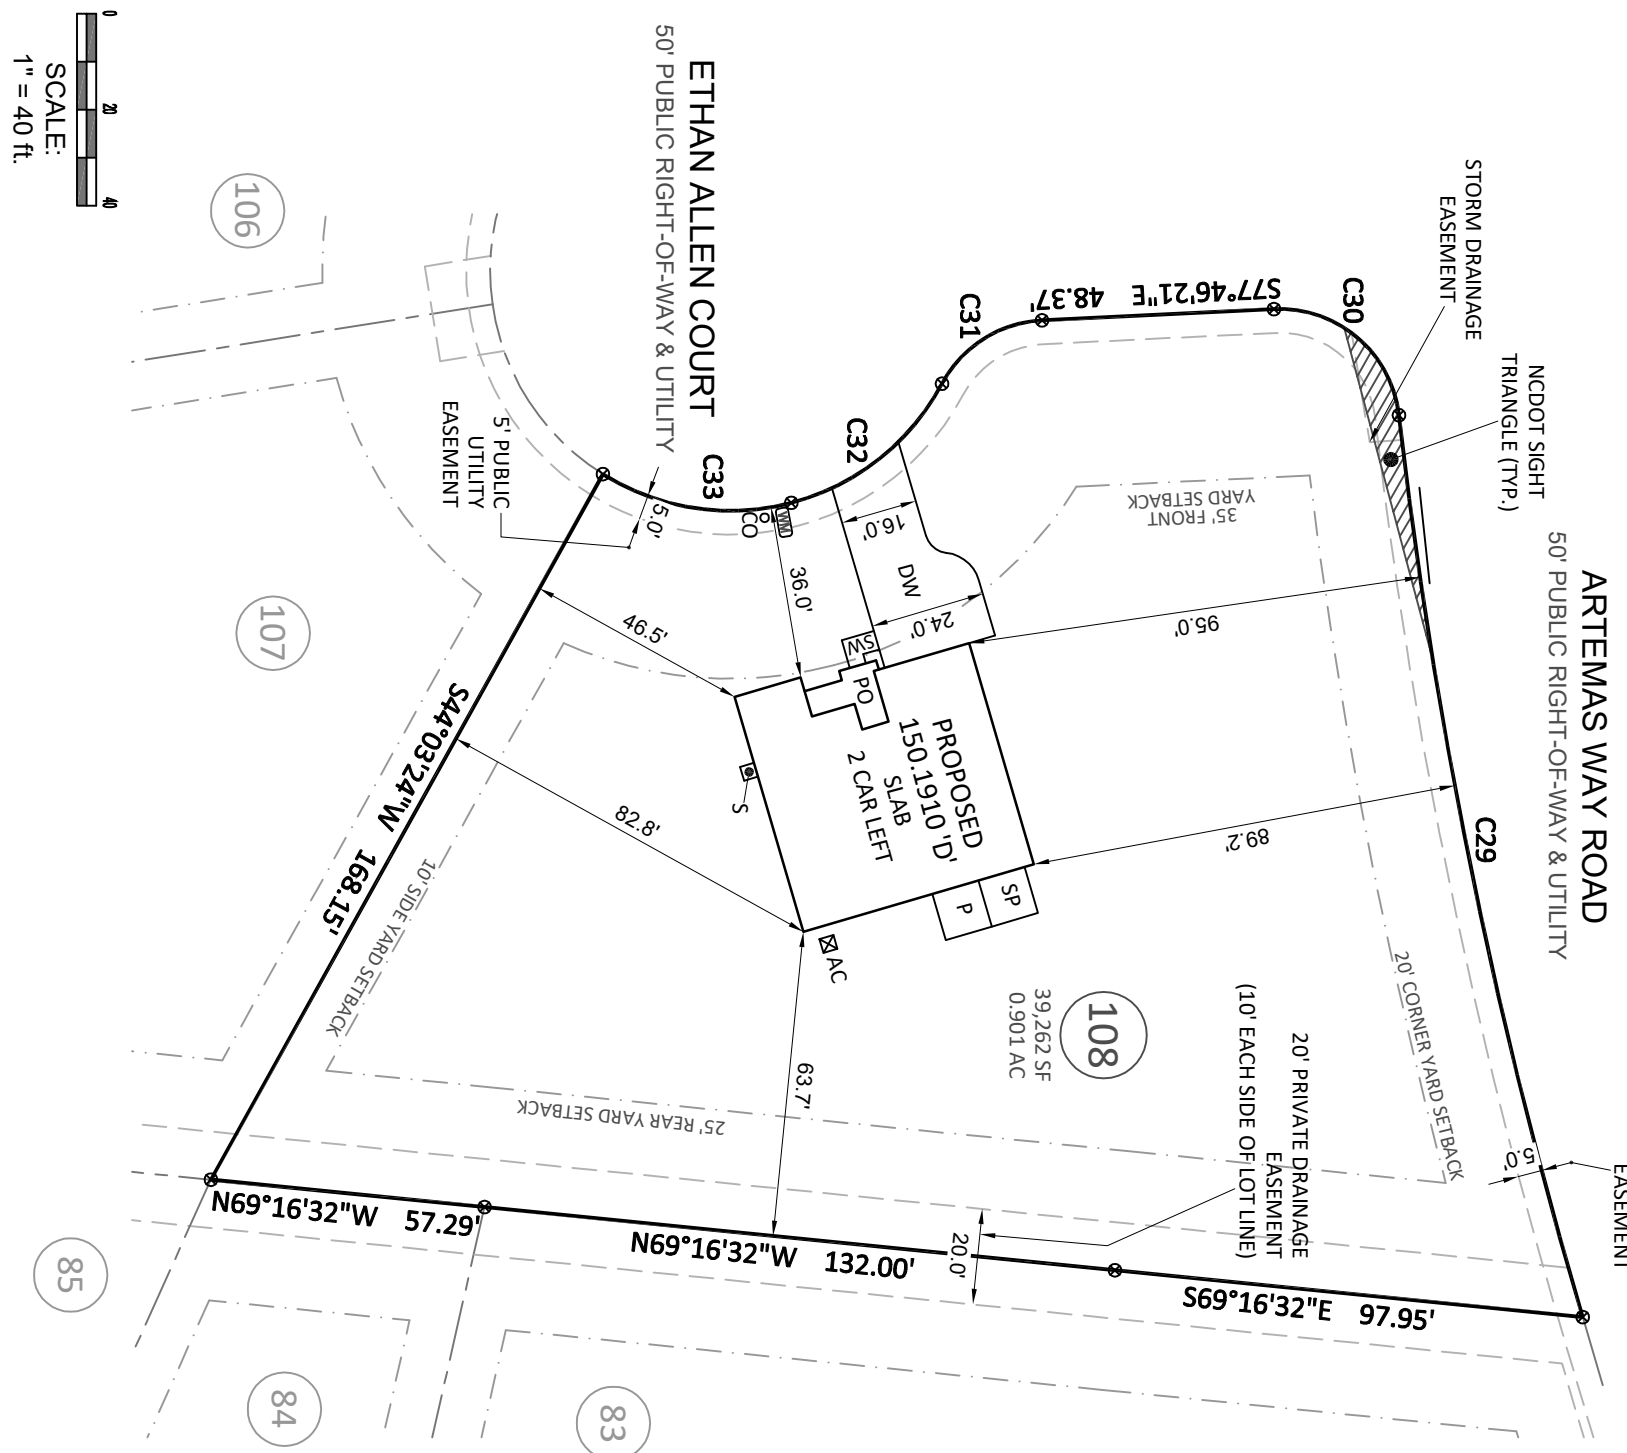 0
20
40
SCALE:
1" = 40 ft.
106
ETHAN ALLEN COURT
50' PUBLIC RIGHT-OF-WAY & UTILITY
STORM DRAINAGE
EASEMENT
NCDOT SIGHT
TRIANGLE (TYP.)
ARTEMAS WAY ROAD
50' PUBLIC RIGHT-OF-WAY & UTILITY
C30
S77°46'21"E 48.37'
C31
C32
C33
5' PUBLIC
UTILITY
EASEMENT
5.0'
CO
WM
16.0'
DW
24.0'
36.0'
35' FRONT
YARD SETBACK
95.0'
46.5'
107
SW
PO
PROPOSED
150.1910 'D'
SLAB
2 CAR LEFT
S
82.8'
89.2'
C29
S44°03'24"W 168.15'
10' SIDE YARD SETBACK
SP
P
AC
108
39,262 SF
0.901 AC
20' CORNER YARD SETBACK
63.7'
25' REAR YARD SETBACK
20' PRIVATE DRAINAGE
EASEMENT
(10' EACH SIDE OF LOT LINE)
5.0'
EASEMENT
N69°16'32"W 57.29'
N69°16'32"W 132.00'
20.0'
S69°16'32"E 97.95'
85
84
83